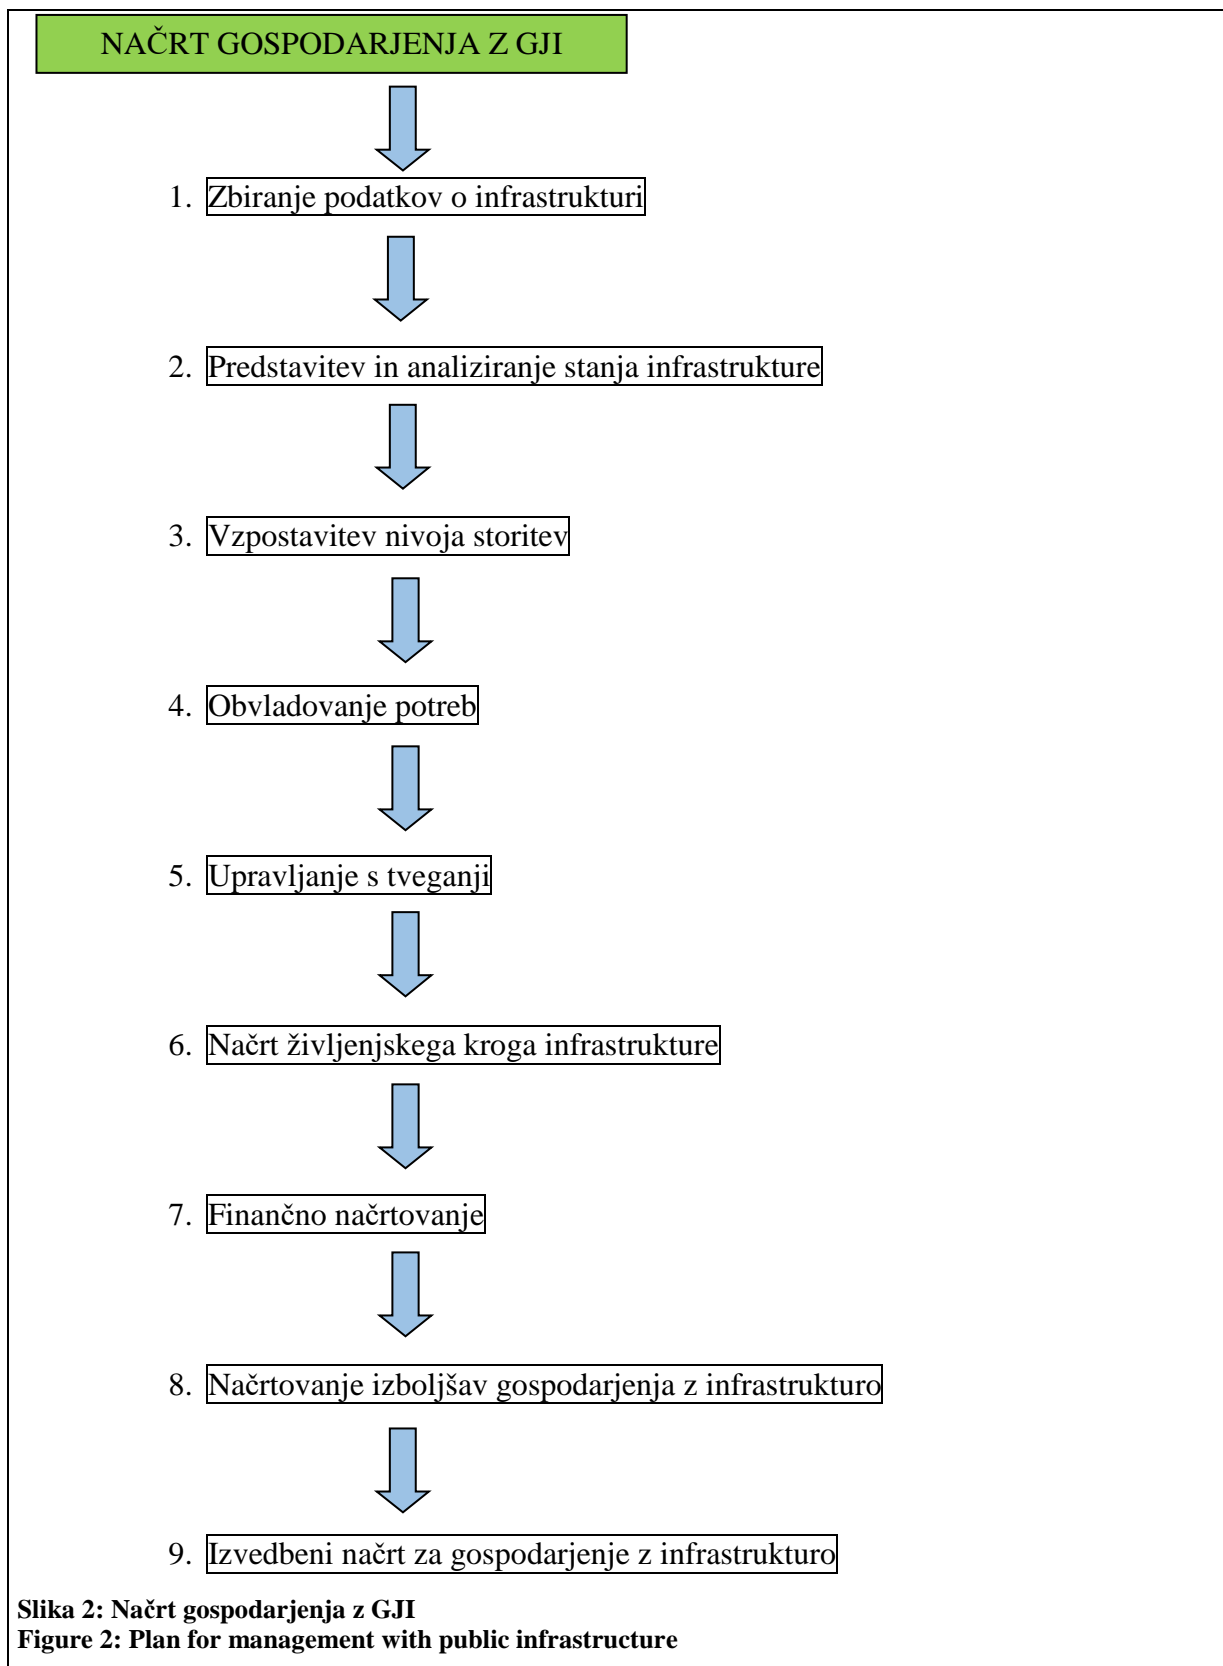 NAČRT GOSPODARJENJA Z GJI
1. Zbiranje podatkov o infrastrukturi
2. Predstavitev in analiziranje stanja infrastrukture
3. Vzpostavitev nivoja storitev
4. Obvladovanje potreb
5. Upravljanje s tveganji
6. Načrt življenjskega kroga infrastrukture
7. Finančno načrtovanje
8. Načrtovanje izboljšav gospodarjenja z infrastrukturo
9. Izvedbeni načrt za gospodarjenje z infrastrukturo
Slika 2: Načrt gospodarjenja z GJI
Figure 2: Plan for management with public infrastructure